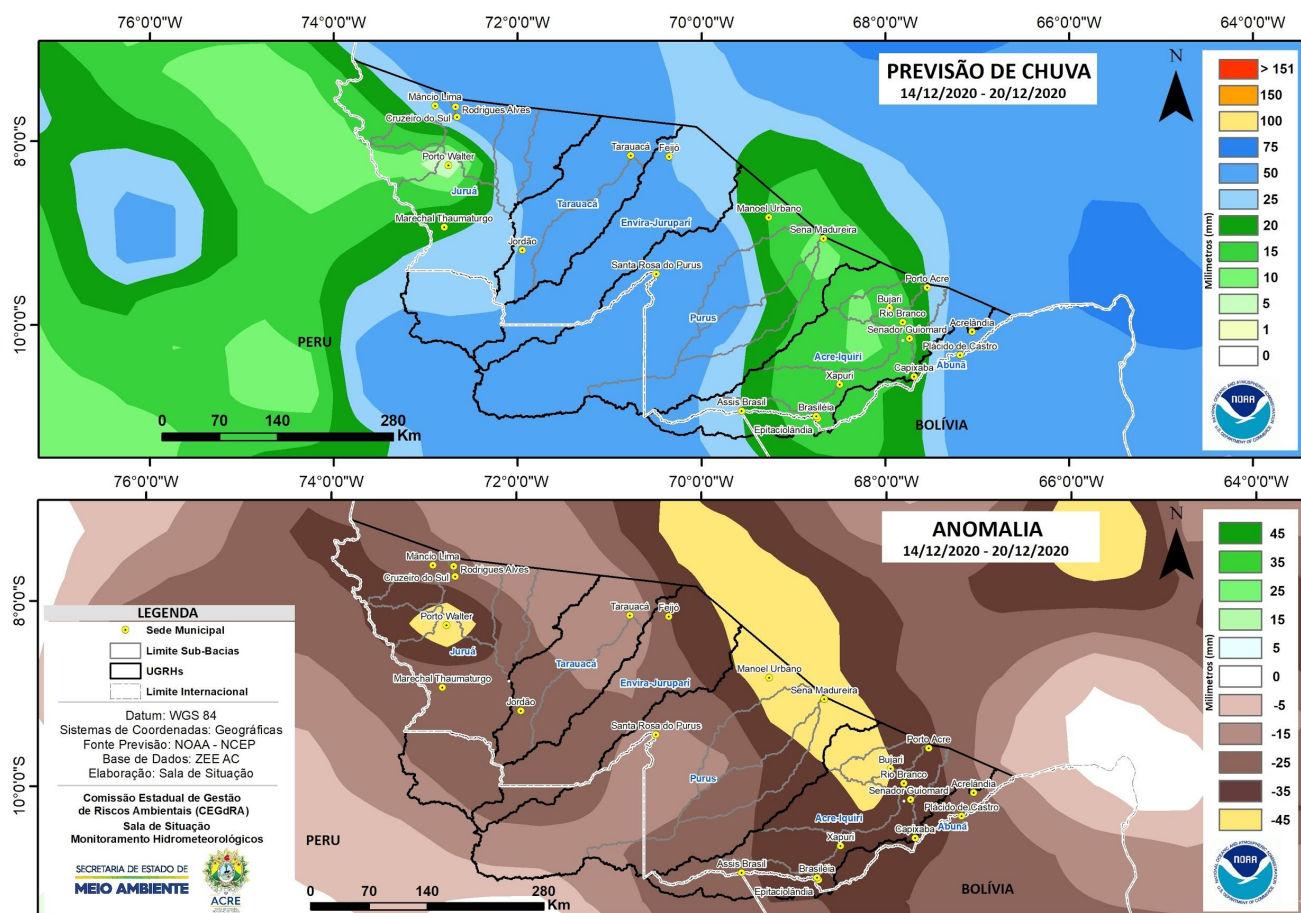 76°0'0"W 74°0'0"W 72°0'0"W 70°0'0"W 68°0'0"W 66°0'0"W 64°0'0"W
8°0'0"S
10°0'0"S
PREVISÃO DE CHUVA
14/12/2020 - 20/12/2020
N
Milímetros (mm)
> 151
150
100
75
50
25
20
15
10
5
1
0
NOAA
Mâncio Lima
Rodrigues Alves
Cruzeiro do Sul
Porto Walter
Juruá
Marechal Thaumaturgo
Tarauacá
Feijó
Tarauacá
Envira-Jurupari
Jordão
Santa Rosa do Purus
Manoel Urbano
Sena Madureira
Purus
Porto Acre
Bujari
Rio Branco
Senador Guiomard
Acrelândia
Plácido de Castro
Abunã
Acre-Iquiri
Capixaba
Xapuri
Assis Brasil
Brasiléia
Epitaciolândia
PERU
BOLÍVIA
0 70 140 280
Km
76°0'0"W 74°0'0"W 72°0'0"W 70°0'0"W 68°0'0"W 66°0'0"W 64°0'0"W
8°0'0"S
10°0'0"S
ANOMALIA
14/12/2020 - 20/12/2020
N
Milímetros (mm)
45
35
25
15
5
0
-5
-15
-25
-35
-45
NOAA
Mâncio Lima
Rodrigues Alves
Cruzeiro do Sul
Porto Walter
Juruá
Marechal Thaumaturgo
Tarauacá
Feijó
Tarauacá
Envira-Jurupari
Jordão
Santa Rosa do Purus
Manoel Urbano
Sena Madureira
Purus
Porto Acre
Bujari
Rio Branco
Senador Guiomard
Acrelândia
Plácido de Castro
Abunã
Acre-Iquiri
Capixaba
Xapuri
Assis Brasil
Brasiléia
Epitaciolândia
PERU
BOLÍVIA
0 70 140 280
Km
LEGENDA
Sede Municipal
Limite Sub-Bacias
UGRHs
Limite Internacional
Datum: WGS 84
Sistemas de Coordenadas: Geográficas
Fonte Previsão: NOAA - NCEP
Base de Dados: ZEE AC
Elaboração: Sala de Situação
Comissão Estadual de Gestão
de Riscos Ambientais (CEGdRA)
Sala de Situação
Monitoramento Hidrometeorológicos
SECRETARIA DE ESTADO DE
MEIO AMBIENTE
ACRE